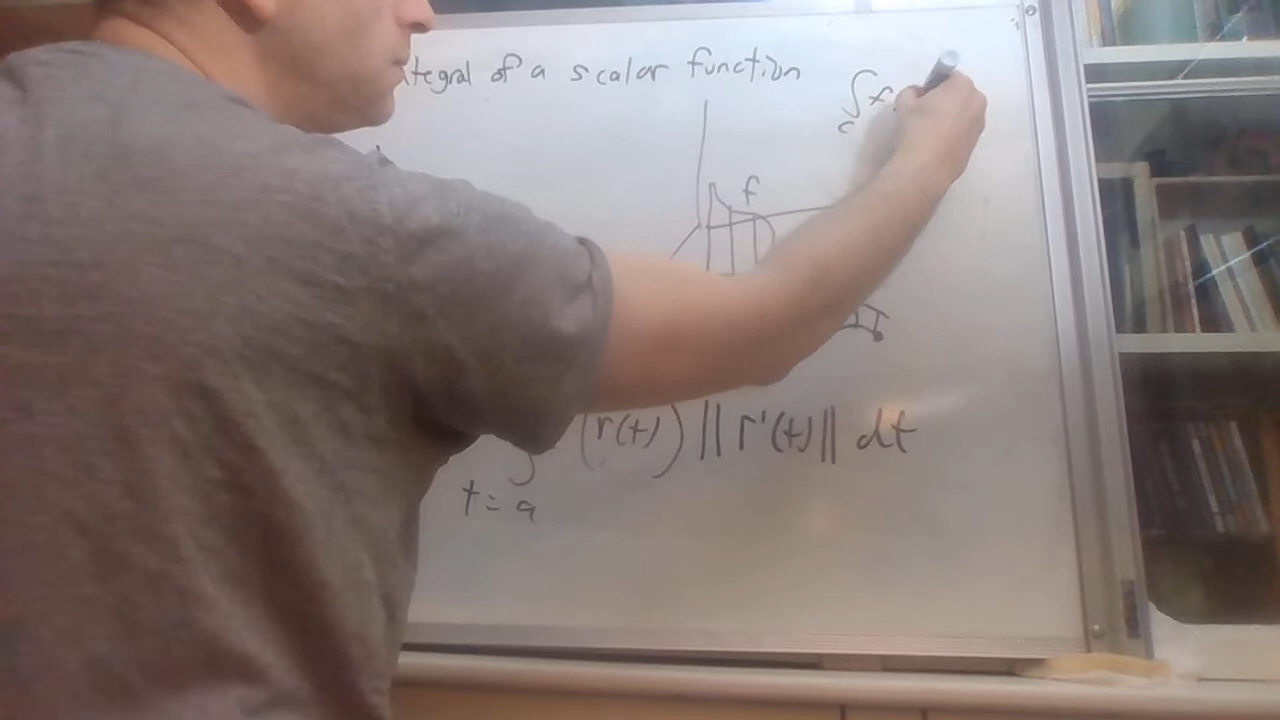 tegral of a scalar function
∫ f
c
f
(r(t)) || r'(t) || dt
t = a